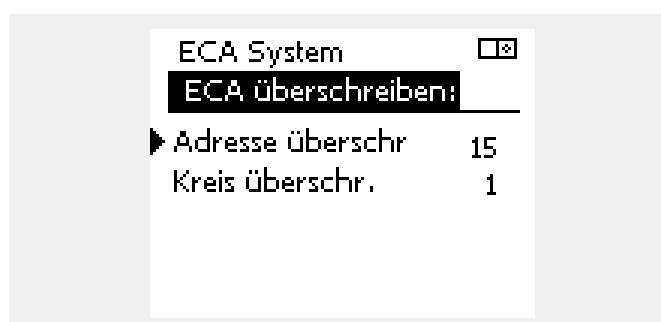 ECA System
ECA überschreiben:
Adresse überschr 15
Kreis überschr. 1